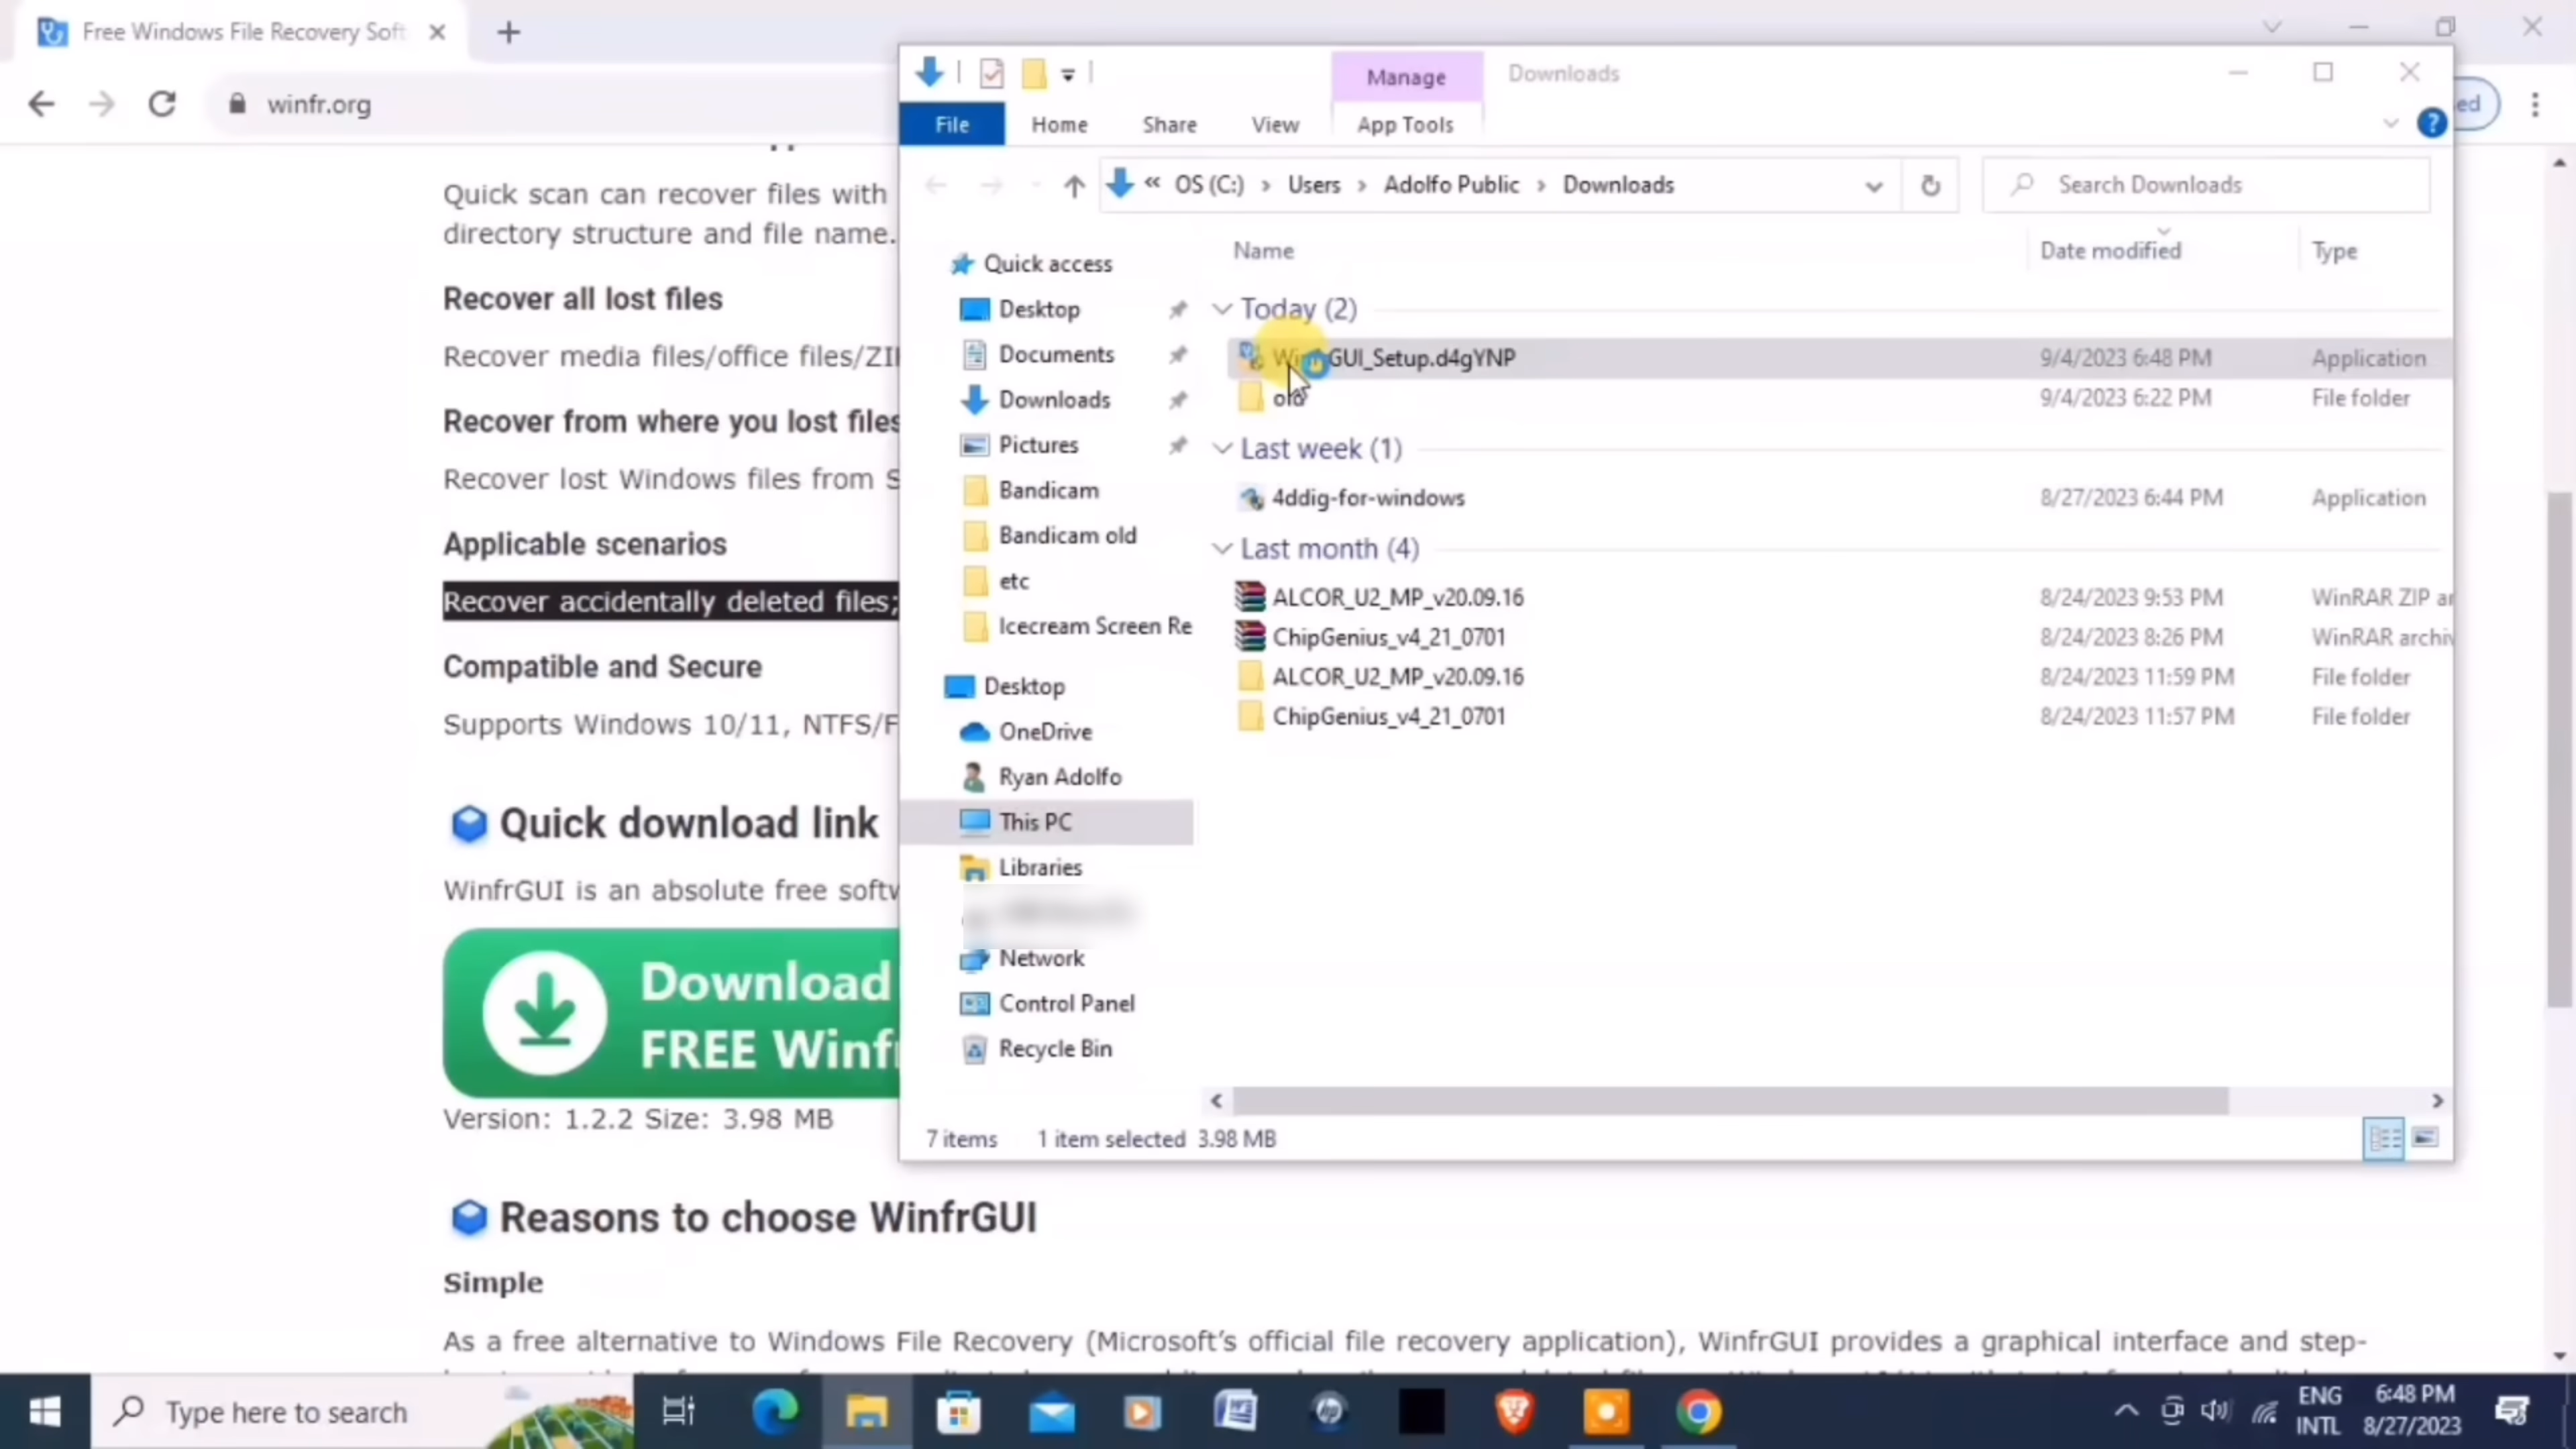 Free Windows File Recovery Soft
winfr.org
Quick scan can recover files with
directory structure and file name.
Recover all lost files
Recover media files/office files/ZI
Recover from where you lost files
Recover lost Windows files from S
Applicable scenarios
Recover accidentally deleted files;
Compatible and Secure
Supports Windows 10/11, NTFS/F
Quick download link
WinfrGUI is an absolute free softw
Download
FREE Winfr
Version: 1.2.2 Size: 3.98 MB
Reasons to choose WinfrGUI
Simple
As a free alternative to Windows File Recovery (Microsoft's official file recovery application), WinfrGUI provides a graphical interface and step-
Manage
Downloads
ed
File
Home
Share
View
App Tools
?
« OS (C:) › Users › Adolfo Public › Downloads
Search Downloads
Name
Date modified
Type
Quick access
Desktop
Documents
Downloads
Pictures
Bandicam
Bandicam old
etc
Icecream Screen Re
Desktop
OneDrive
Ryan Adolfo
This PC
Libraries
Network
Control Panel
Recycle Bin
Today (2)
WinfrGUI_Setup.d4gYNP 9/4/2023 6:48 PM Application
old 9/4/2023 6:22 PM File folder
Last week (1)
4ddig-for-windows 8/27/2023 6:44 PM Application
Last month (4)
ALCOR_U2_MP_v20.09.16 8/24/2023 9:53 PM WinRAR ZIP ar
ChipGenius_v4_21_0701 8/24/2023 8:26 PM WinRAR archiv
ALCOR_U2_MP_v20.09.16 8/24/2023 11:59 PM File folder
ChipGenius_v4_21_0701 8/24/2023 11:57 PM File folder
7 items 1 item selected 3.98 MB
Type here to search
ENG
INTL
6:48 PM
8/27/2023